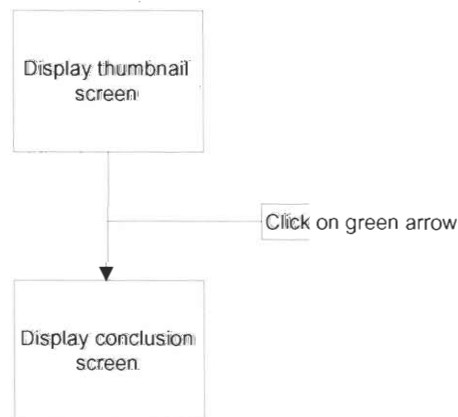 Display thumbnail
screen
Click on green arrow
Display conclusion
screen